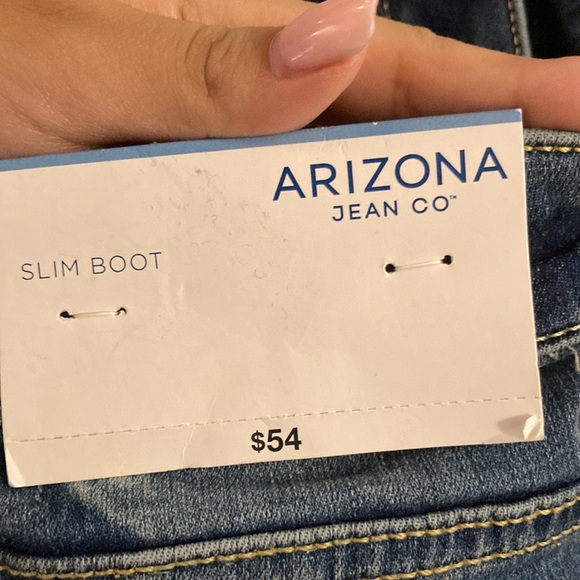 ARIZONA
JEAN CO™
SLIM BOOT
$54